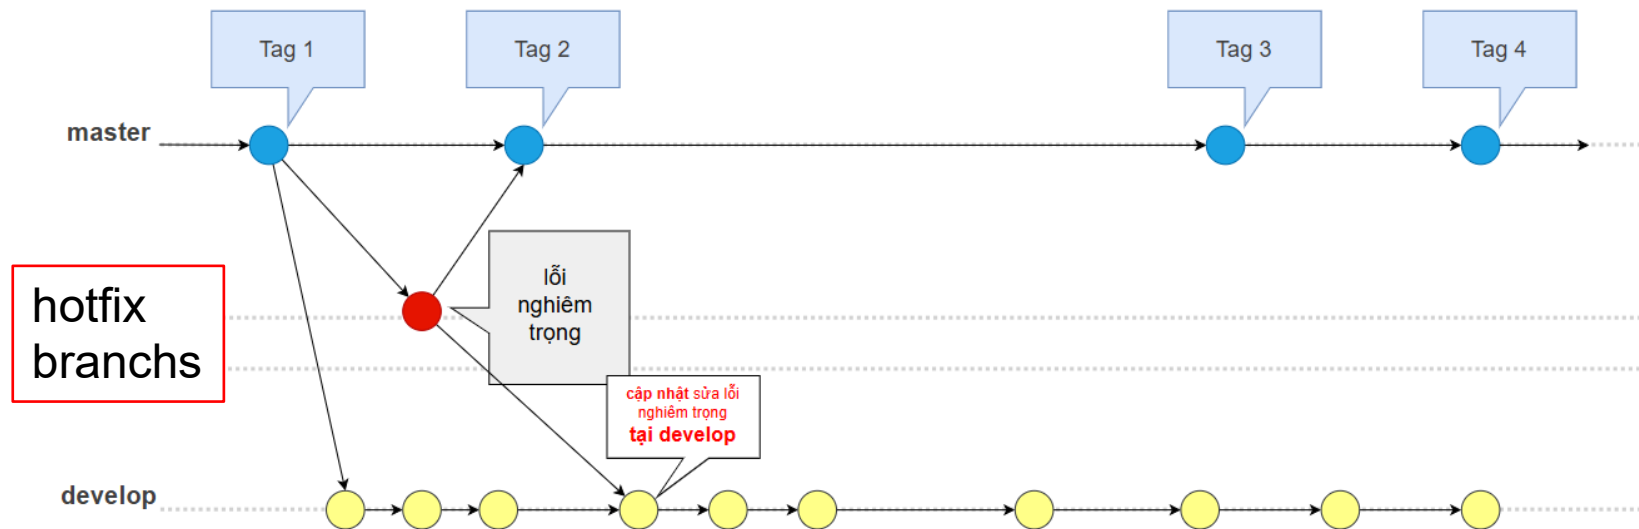 Tag 1
Tag 2
Tag 3
Tag 4
master
lỗi
nghiêm
trọng
hotfix
branchs
cập nhật sửa lỗi
nghiêm trọng
tại develop
develop